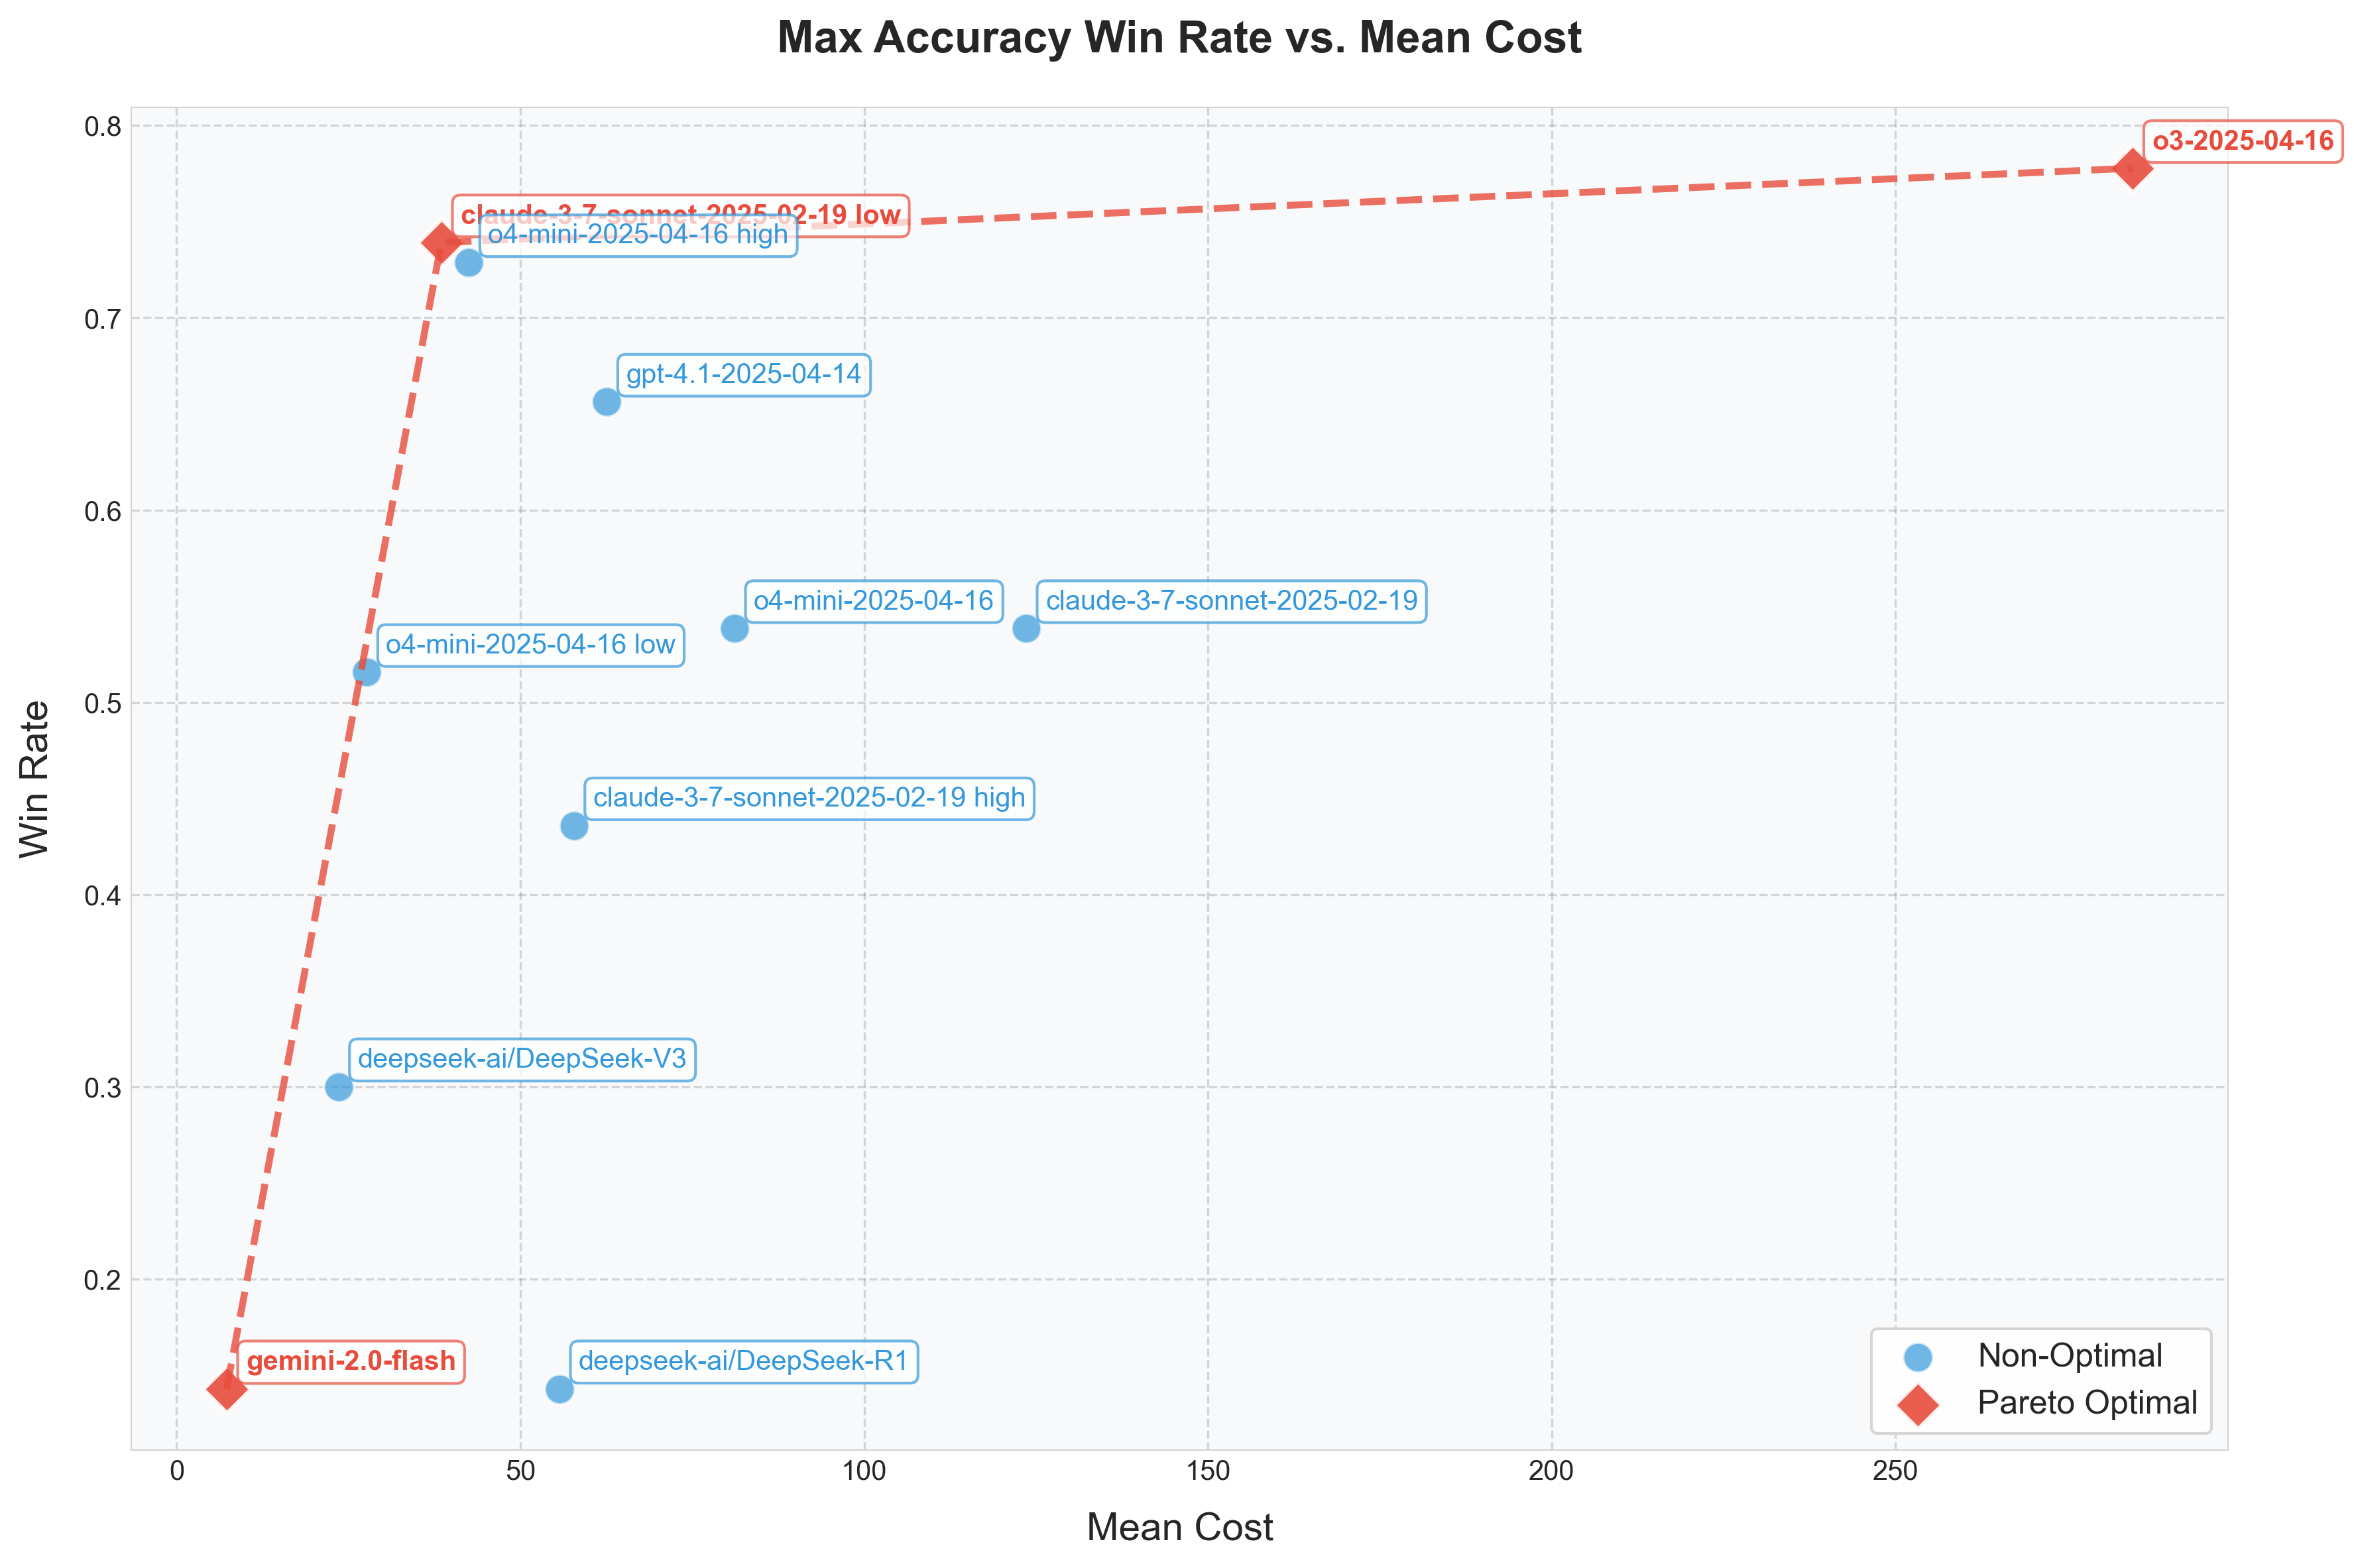 Max Accuracy Win Rate vs. Mean Cost
0.8
o3-2025-04-16
claude-3-7-sonnet-2025-02-19 low
o4-mini-2025-04-16 high
0.7
gpt-4.1-2025-04-14
0.6
o4-mini-2025-04-16
claude-3-7-sonnet-2025-02-19
o4-mini-2025-04-16 low
0.5
Win Rate
claude-3-7-sonnet-2025-02-19 high
0.4
deepseek-ai/DeepSeek-V3
0.3
0.2
gemini-2.0-flash
deepseek-ai/DeepSeek-R1
Non-Optimal
Pareto Optimal
0
50
100
150
200
250
Mean Cost